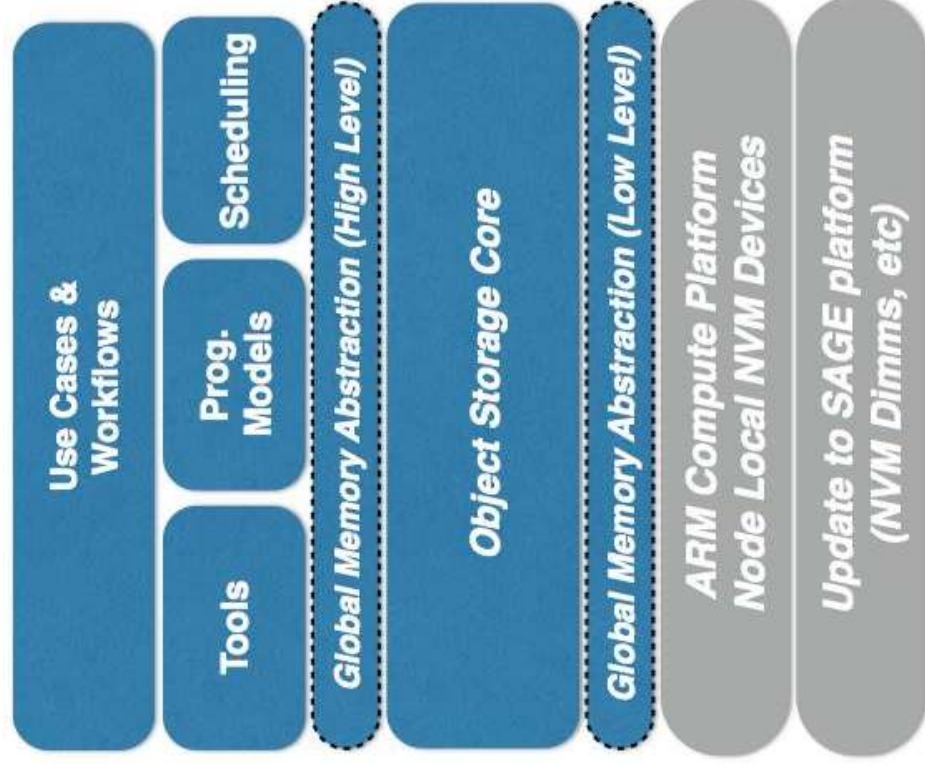 Use Cases &
Workflows
Tools
Prog.
Models
Scheduling
Global Memory Abstraction (High Level)
Object Storage Core
Global Memory Abstraction (Low Level)
ARM Compute Platform
Node Local NVM Devices
Update to SAGE platform
(NVM Dimms, etc)